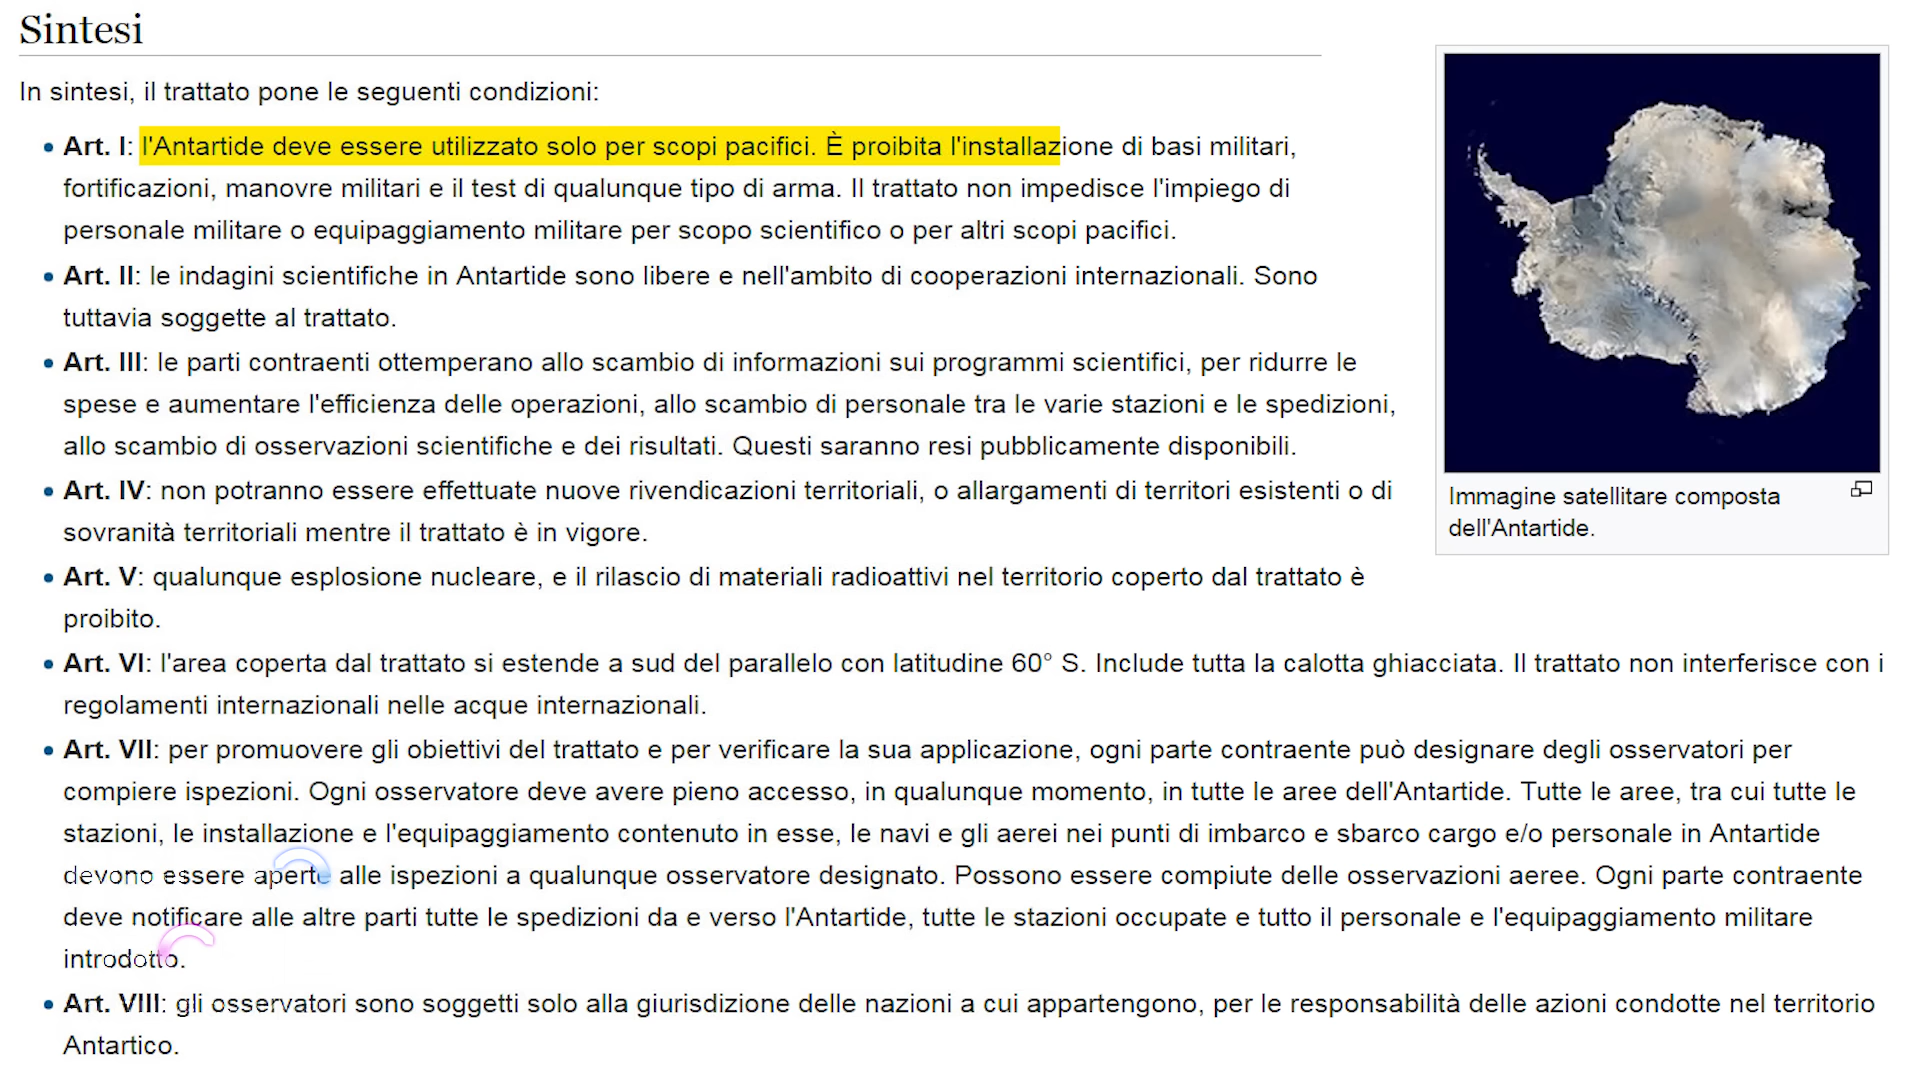 Sintesi
In sintesi, il trattato pone le seguenti condizioni:
Art. I: l'Antartide deve essere utilizzato solo per scopi pacifici. È proibita l'installazione di basi militari,
fortificazioni, manovre militari e il test di qualunque tipo di arma. Il trattato non impedisce l'impiego di
personale militare o equipaggiamento militare per scopo scientifico o per altri scopi pacifici.
Art. II: le indagini scientifiche in Antartide sono libere e nell'ambito di cooperazioni internazionali. Sono
tuttavia soggette al trattato.
Art. III: le parti contraenti ottemperano allo scambio di informazioni sui programmi scientifici, per ridurre le
spese e aumentare l'efficienza delle operazioni, allo scambio di personale tra le varie stazioni e le spedizioni,
allo scambio di osservazioni scientifiche e dei risultati. Questi saranno resi pubblicamente disponibili.
Art. IV: non potranno essere effettuate nuove rivendicazioni territoriali, o allargamenti di territori esistenti o di
sovranità territoriali mentre il trattato è in vigore.
Art. V: qualunque esplosione nucleare, e il rilascio di materiali radioattivi nel territorio coperto dal trattato è
proibito.
Art. VI: l'area coperta dal trattato si estende a sud del parallelo con latitudine 60° S. Include tutta la calotta ghiacciata. Il trattato non interferisce con i
regolamenti internazionali nelle acque internazionali.
Art. VII: per promuovere gli obiettivi del trattato e per verificare la sua applicazione, ogni parte contraente può designare degli osservatori per
compiere ispezioni. Ogni osservatore deve avere pieno accesso, in qualunque momento, in tutte le aree dell'Antartide. Tutte le aree, tra cui tutte le
stazioni, le installazione e l'equipaggiamento contenuto in esse, le navi e gli aerei nei punti di imbarco e sbarco cargo e/o personale in Antartide
devono essere aperte alle ispezioni a qualunque osservatore designato. Possono essere compiute delle osservazioni aeree. Ogni parte contraente
deve notificare alle altre parti tutte le spedizioni da e verso l'Antartide, tutte le stazioni occupate e tutto il personale e l'equipaggiamento militare
introdotto.
Art. VIII: gli osservatori sono soggetti solo alla giurisdizione delle nazioni a cui appartengono, per le responsabilità delle azioni condotte nel territorio
Antartico.
Immagine satellitare composta
dell'Antartide.